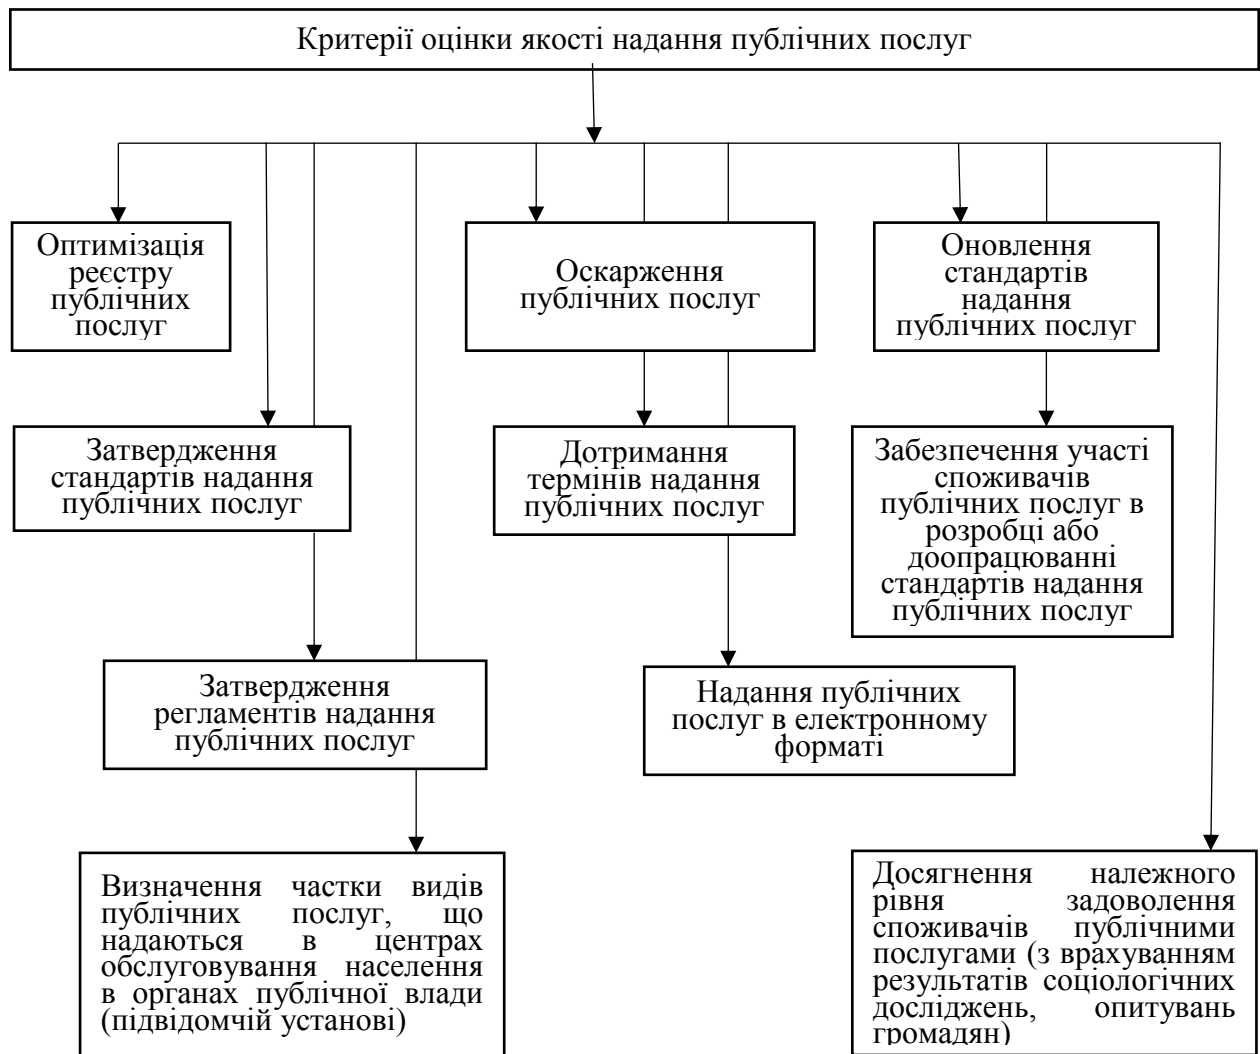 Критерії оцінки якості надання публічних послуг
Оптимізація
реєстру
публічних
послуг
Оскарження
публічних послуг
Оновлення
стандартів
надання
публічних послуг
Затвердження
стандартів надання
публічних послуг
Дотримання
термінів надання
публічних послуг
Забезпечення участі
споживачів
публічних послуг в
розробці або
доопрацюванні
стандартів надання
публічних послуг
Затвердження
регламентів надання
публічних послуг
Надання публічних
послуг в електронному
форматі
Визначення частки видів
публічних послуг, що
надаються в центрах
обслуговування населення
в органах публічної влади
(підвідомчій установі)
Досягнення належного
рівня задоволення
споживачів публічними
послугами (з врахуванням
результатів соціологічних
досліджень, опитувань
громадян)